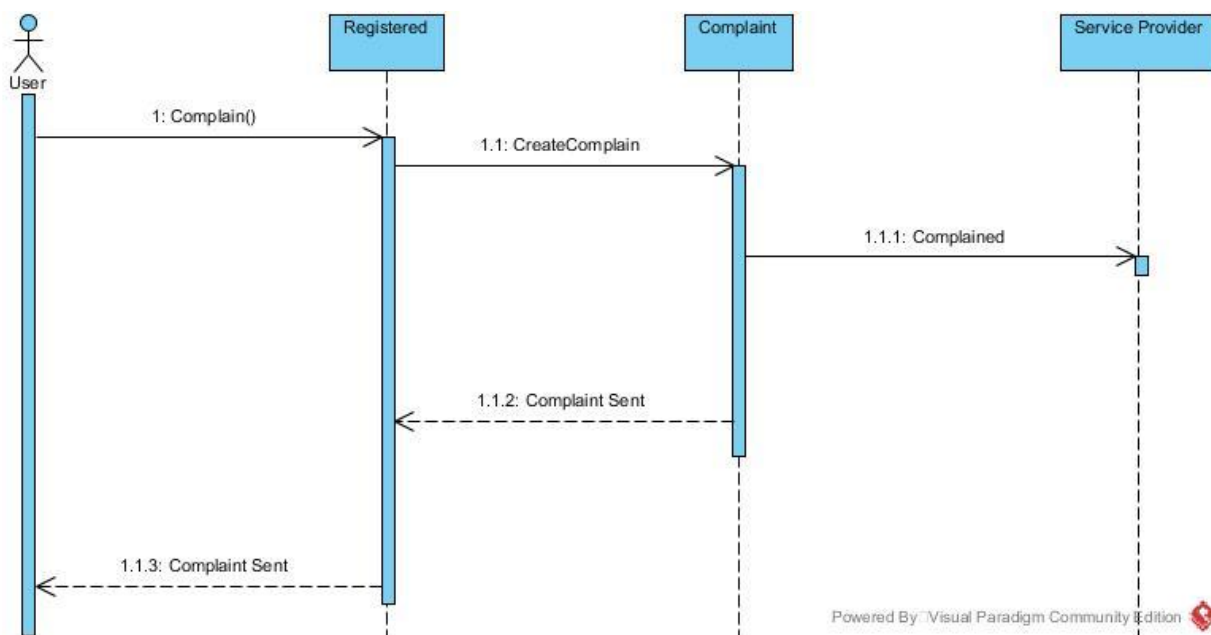 Registered
Complaint
Service Provider
User
1: Complain()
1.1: CreateComplain
1.1.1: Complained
1.1.2: Complaint Sent
1.1.3: Complaint Sent
Powered By Visual Paradigm Community Edition